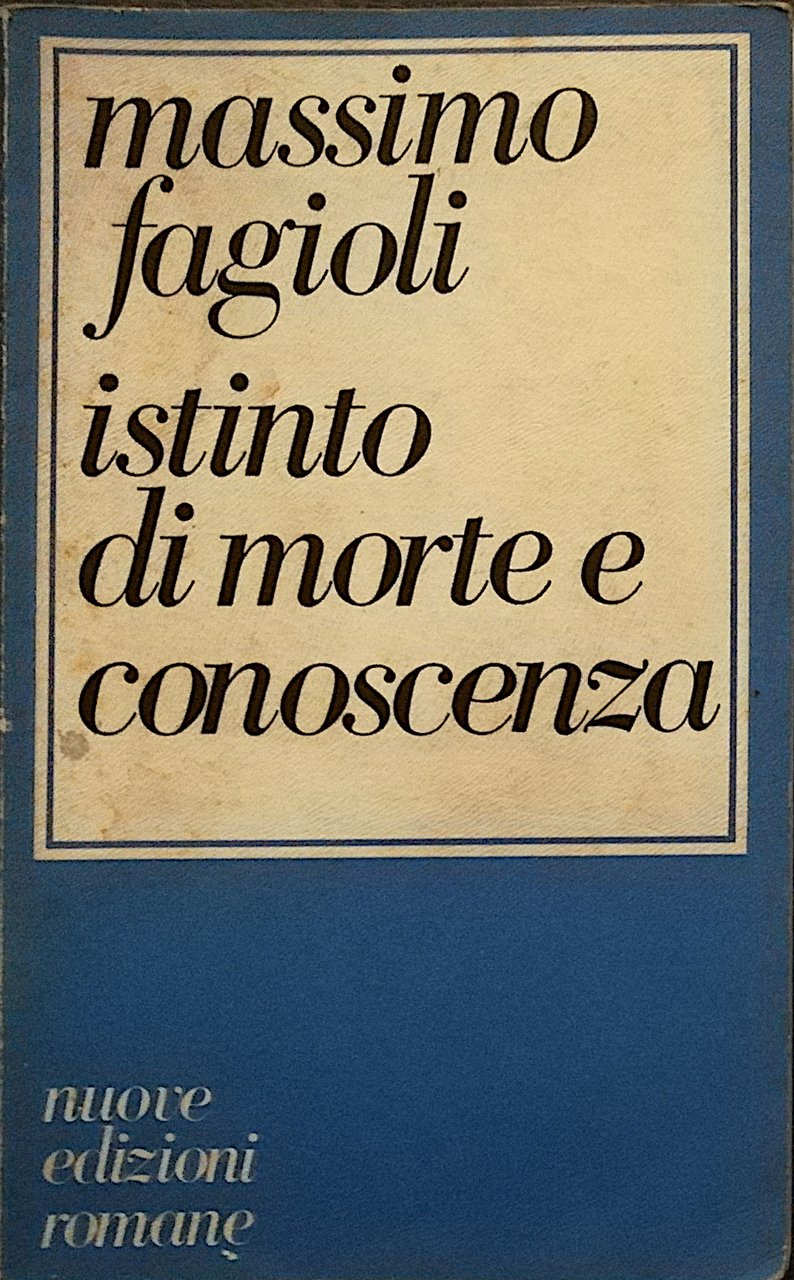 massimo
fagioli
istinto
di morte e
conoscenza
nuove
edizioni
romane